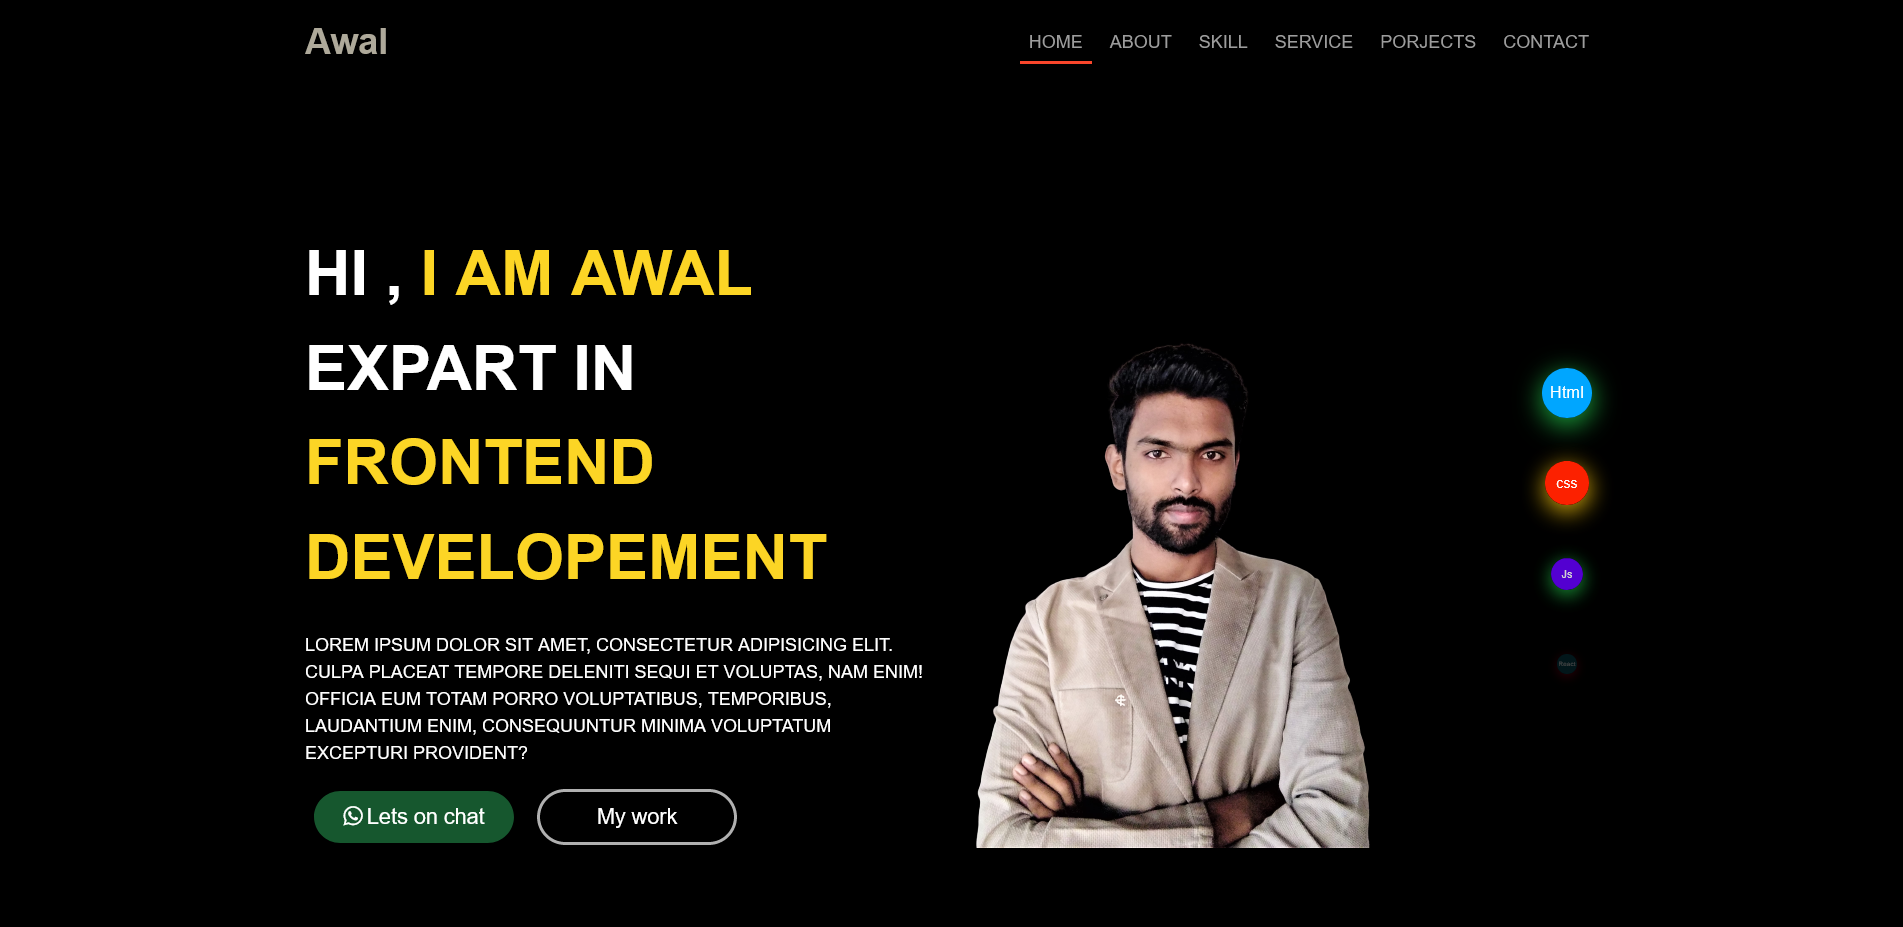 Awal
HOME ABOUT SKILL SERVICE PORJECTS CONTACT
HI , I AM AWAL
EXPART IN
FRONTEND
DEVELOPEMENT
LOREM IPSUM DOLOR SIT AMET, CONSECTETUR ADIPISICING ELIT.
CULPA PLACEAT TEMPORE DELENITI SEQUI ET VOLUPTAS, NAM ENIM!
OFFICIA EUM TOTAM PORRO VOLUPTATIBUS, TEMPORIBUS,
LAUDANTIUM ENIM, CONSEQUUNTUR MINIMA VOLUPTATUM
EXCEPTURI PROVIDENT?
Lets on chat
My work
Html
css
Js
React